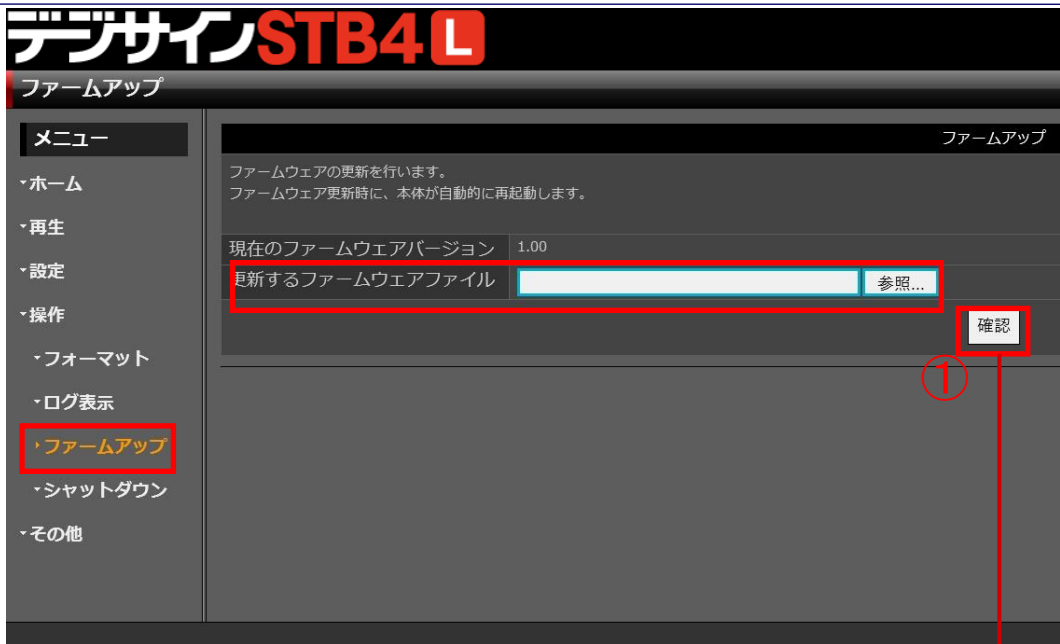 デジサインSTB4 L
ファームアップ
メニュー
ホーム
再生
設定
操作
フォーマット
ログ表示
ファームアップ
シャットダウン
その他
ファームアップ
ファームウェアの更新を行います。
ファームウェア更新時に、本体が自動的に再起動します。
現在のファームウェアバージョン 1.00
更新するファームウェアファイル 参照...
確認
①